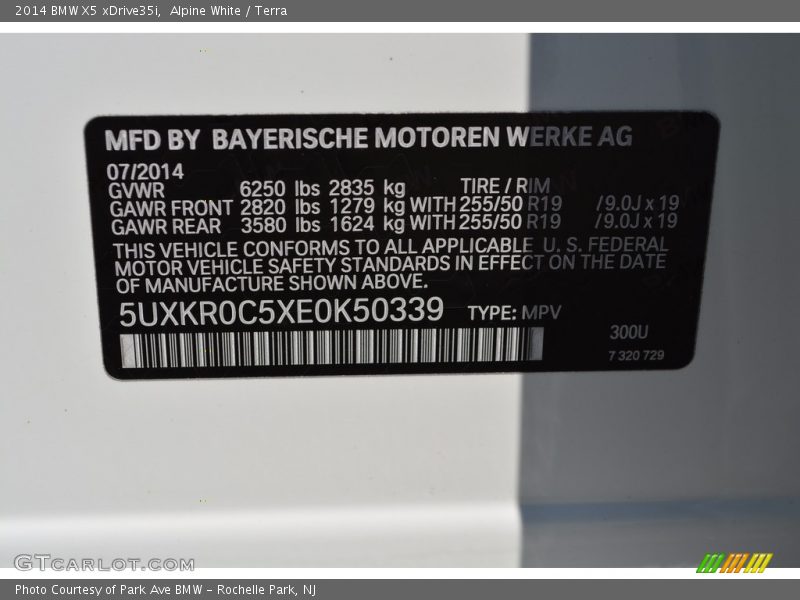 2014 BMW X5 xDrive35i, Alpine White / Terra
MFD BY BAYERISCHE MOTOREN WERKE AG
07/2014
GVWR 6250 lbs 2835 kg TIRE / RIM
GAWR FRONT 2820 lbs 1279 kg WITH 255/50 R19 /9.0J x 19
GAWR REAR 3580 lbs 1624 kg WITH 255/50 R19 /9.0J x 19
THIS VEHICLE CONFORMS TO ALL APPLICABLE U. S. FEDERAL
MOTOR VEHICLE SAFETY STANDARDS IN EFFECT ON THE DATE
OF MANUFACTURE SHOWN ABOVE.
5UXKR0C5XE0K50339 TYPE: MPV
300U
7 320 729
GTCARLOT.COM
Photo Courtesy of Park Ave BMW - Rochelle Park, NJ